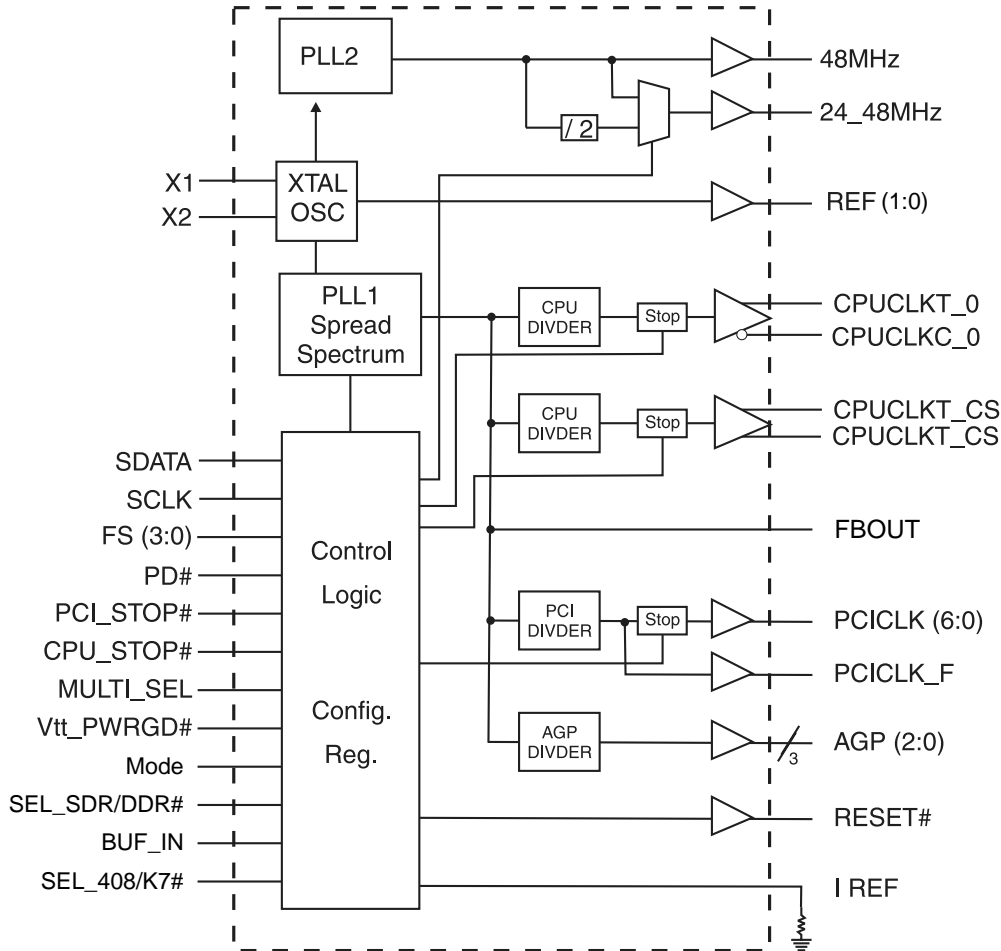 PLL2
48MHz
24_48MHz
/ 2
X1
X2
XTAL
OSC
REF (1:0)
PLL1
Spread
Spectrum
CPU
DIVDER
Stop
CPUCLKT_0
CPUCLKC_0
CPU
DIVDER
Stop
CPUCLKT_CS
CPUCLKT_CS
SDATA
SCLK
FS (3:0)
PD#
PCI_STOP#
CPU_STOP#
MULTI_SEL
Vtt_PWRGD#
Mode
SEL_SDR/DDR#
BUF_IN
SEL_408/K7#
Control
Logic
Config.
Reg.
FBOUT
PCI
DIVDER
Stop
PCICLK (6:0)
PCICLK_F
AGP
DIVDER
3
AGP (2:0)
RESET#
I REF